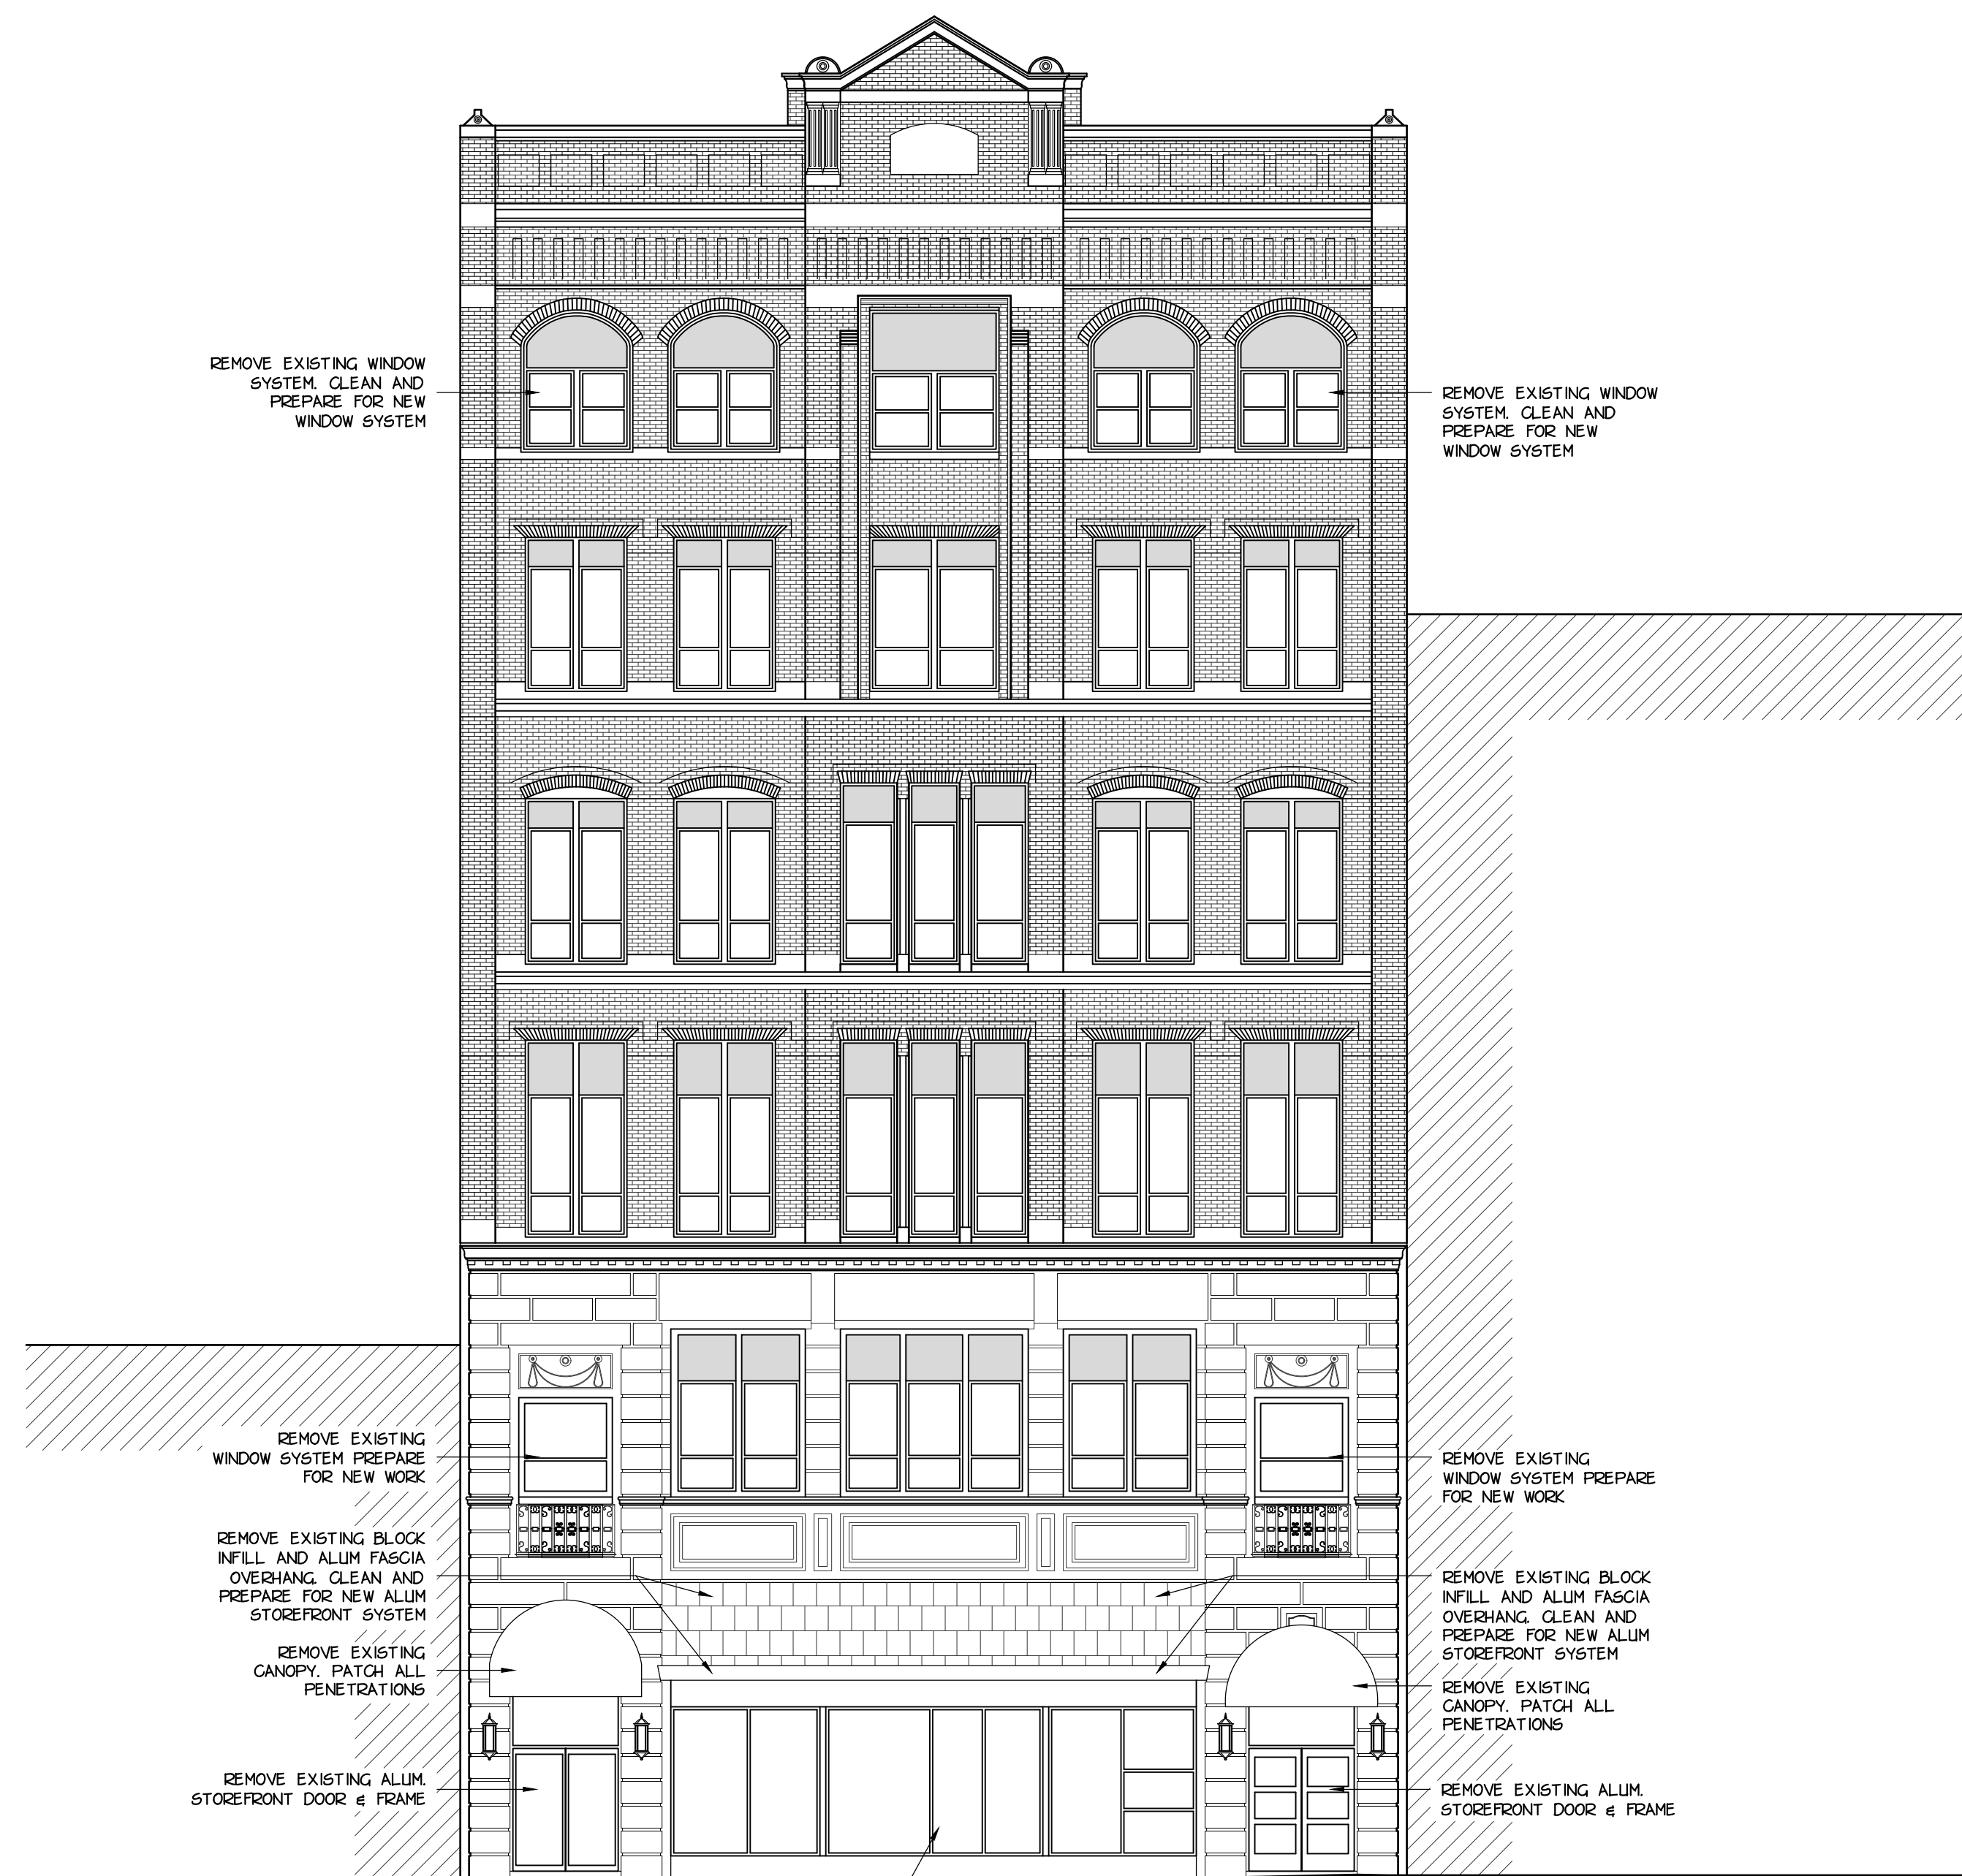 REMOVE EXISTING WINDOW
SYSTEM. CLEAN AND
PREPARE FOR NEW
WINDOW SYSTEM
REMOVE EXISTING WINDOW
SYSTEM. CLEAN AND
PREPARE FOR NEW
WINDOW SYSTEM
REMOVE EXISTING
WINDOW SYSTEM PREPARE
FOR NEW WORK
REMOVE EXISTING
WINDOW SYSTEM PREPARE
FOR NEW WORK
REMOVE EXISTING BLOCK
INFILL AND ALUM FASCIA
OVERHANG. CLEAN AND
PREPARE FOR NEW ALUM
STOREFRONT SYSTEM
REMOVE EXISTING BLOCK
INFILL AND ALUM FASCIA
OVERHANG. CLEAN AND
PREPARE FOR NEW ALUM
STOREFRONT SYSTEM
REMOVE EXISTING
CANOPY. PATCH ALL
PENETRATIONS
REMOVE EXISTING
CANOPY. PATCH ALL
PENETRATIONS
REMOVE EXISTING ALUM.
STOREFRONT DOOR & FRAME
REMOVE EXISTING ALUM.
STOREFRONT DOOR & FRAME